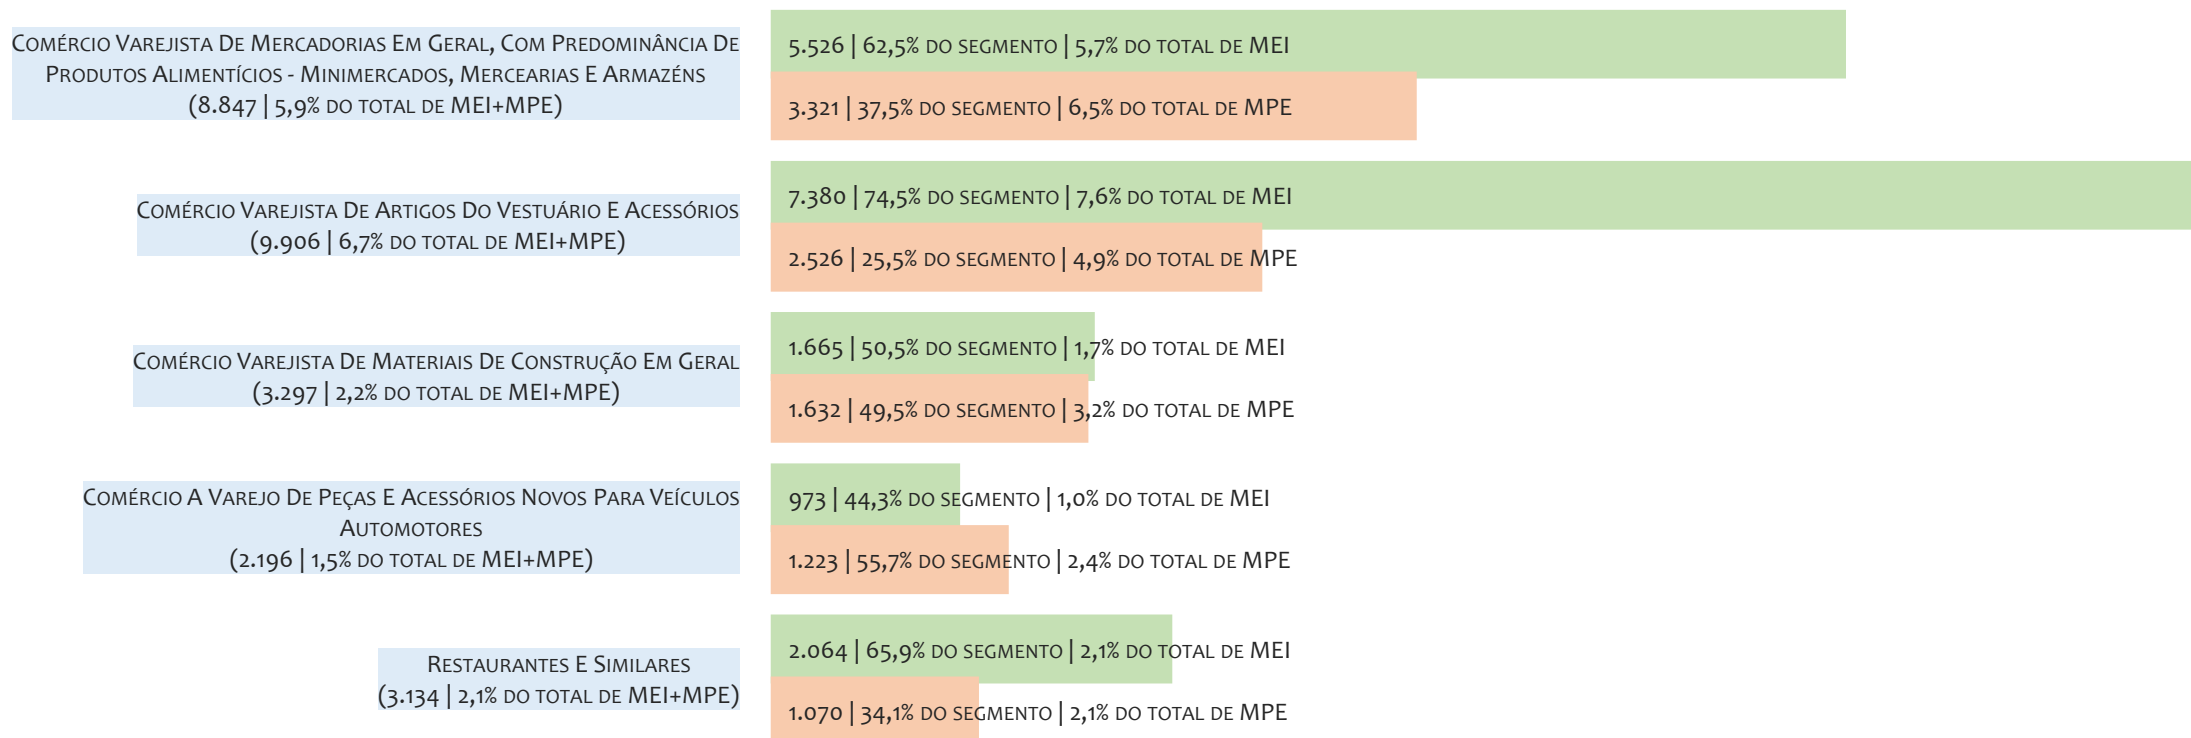 Comércio Varejista De Mercadorias Em Geral, Com Predominância De
Produtos Alimentícios - Minimercados, Mercearias E Armazéns
(8.847 | 5,9% do total de MEI+MPE)
5.526 | 62,5% do segmento | 5,7% do total de MEI
3.321 | 37,5% do segmento | 6,5% do total de MPE
Comércio Varejista De Artigos Do Vestuário E Acessórios
(9.906 | 6,7% do total de MEI+MPE)
7.380 | 74,5% do segmento | 7,6% do total de MEI
2.526 | 25,5% do segmento | 4,9% do total de MPE
Comércio Varejista De Materiais De Construção Em Geral
(3.297 | 2,2% do total de MEI+MPE)
1.665 | 50,5% do segmento | 1,7% do total de MEI
1.632 | 49,5% do segmento | 3,2% do total de MPE
Comércio A Varejo De Peças E Acessórios Novos Para Veículos
Automotores
(2.196 | 1,5% do total de MEI+MPE)
973 | 44,3% do segmento | 1,0% do total de MEI
1.223 | 55,7% do segmento | 2,4% do total de MPE
Restaurantes E Similares
(3.134 | 2,1% do total de MEI+MPE)
2.064 | 65,9% do segmento | 2,1% do total de MEI
1.070 | 34,1% do segmento | 2,1% do total de MPE